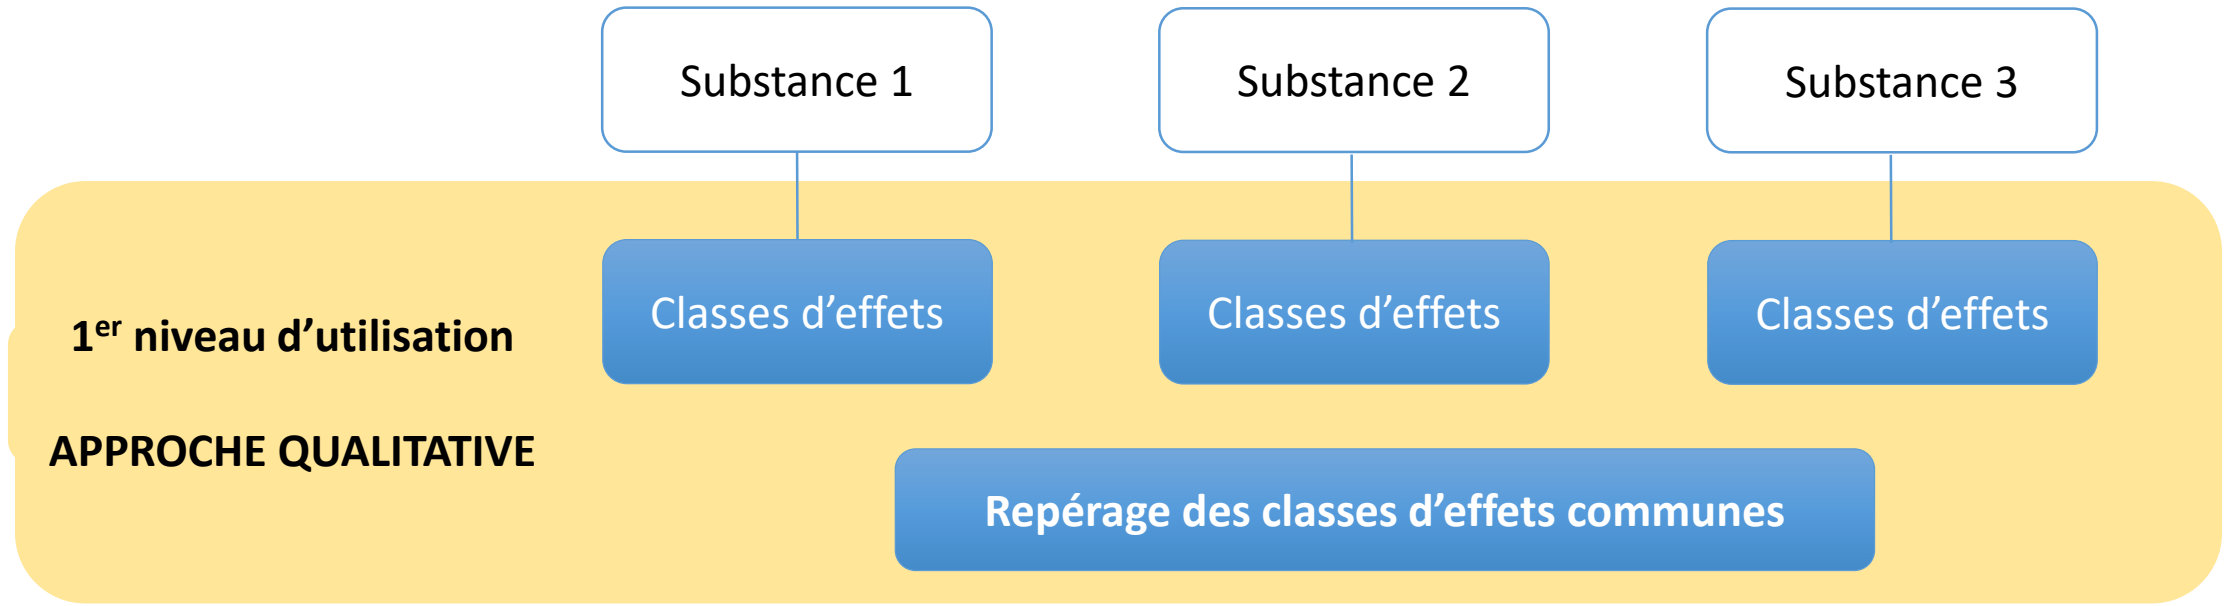 Substance 1
Substance 2
Substance 3
Classes d’effets
Classes d’effets
Classes d’effets
1er niveau d’utilisation
APPROCHE QUALITATIVE
Repérage des classes d’effets communes